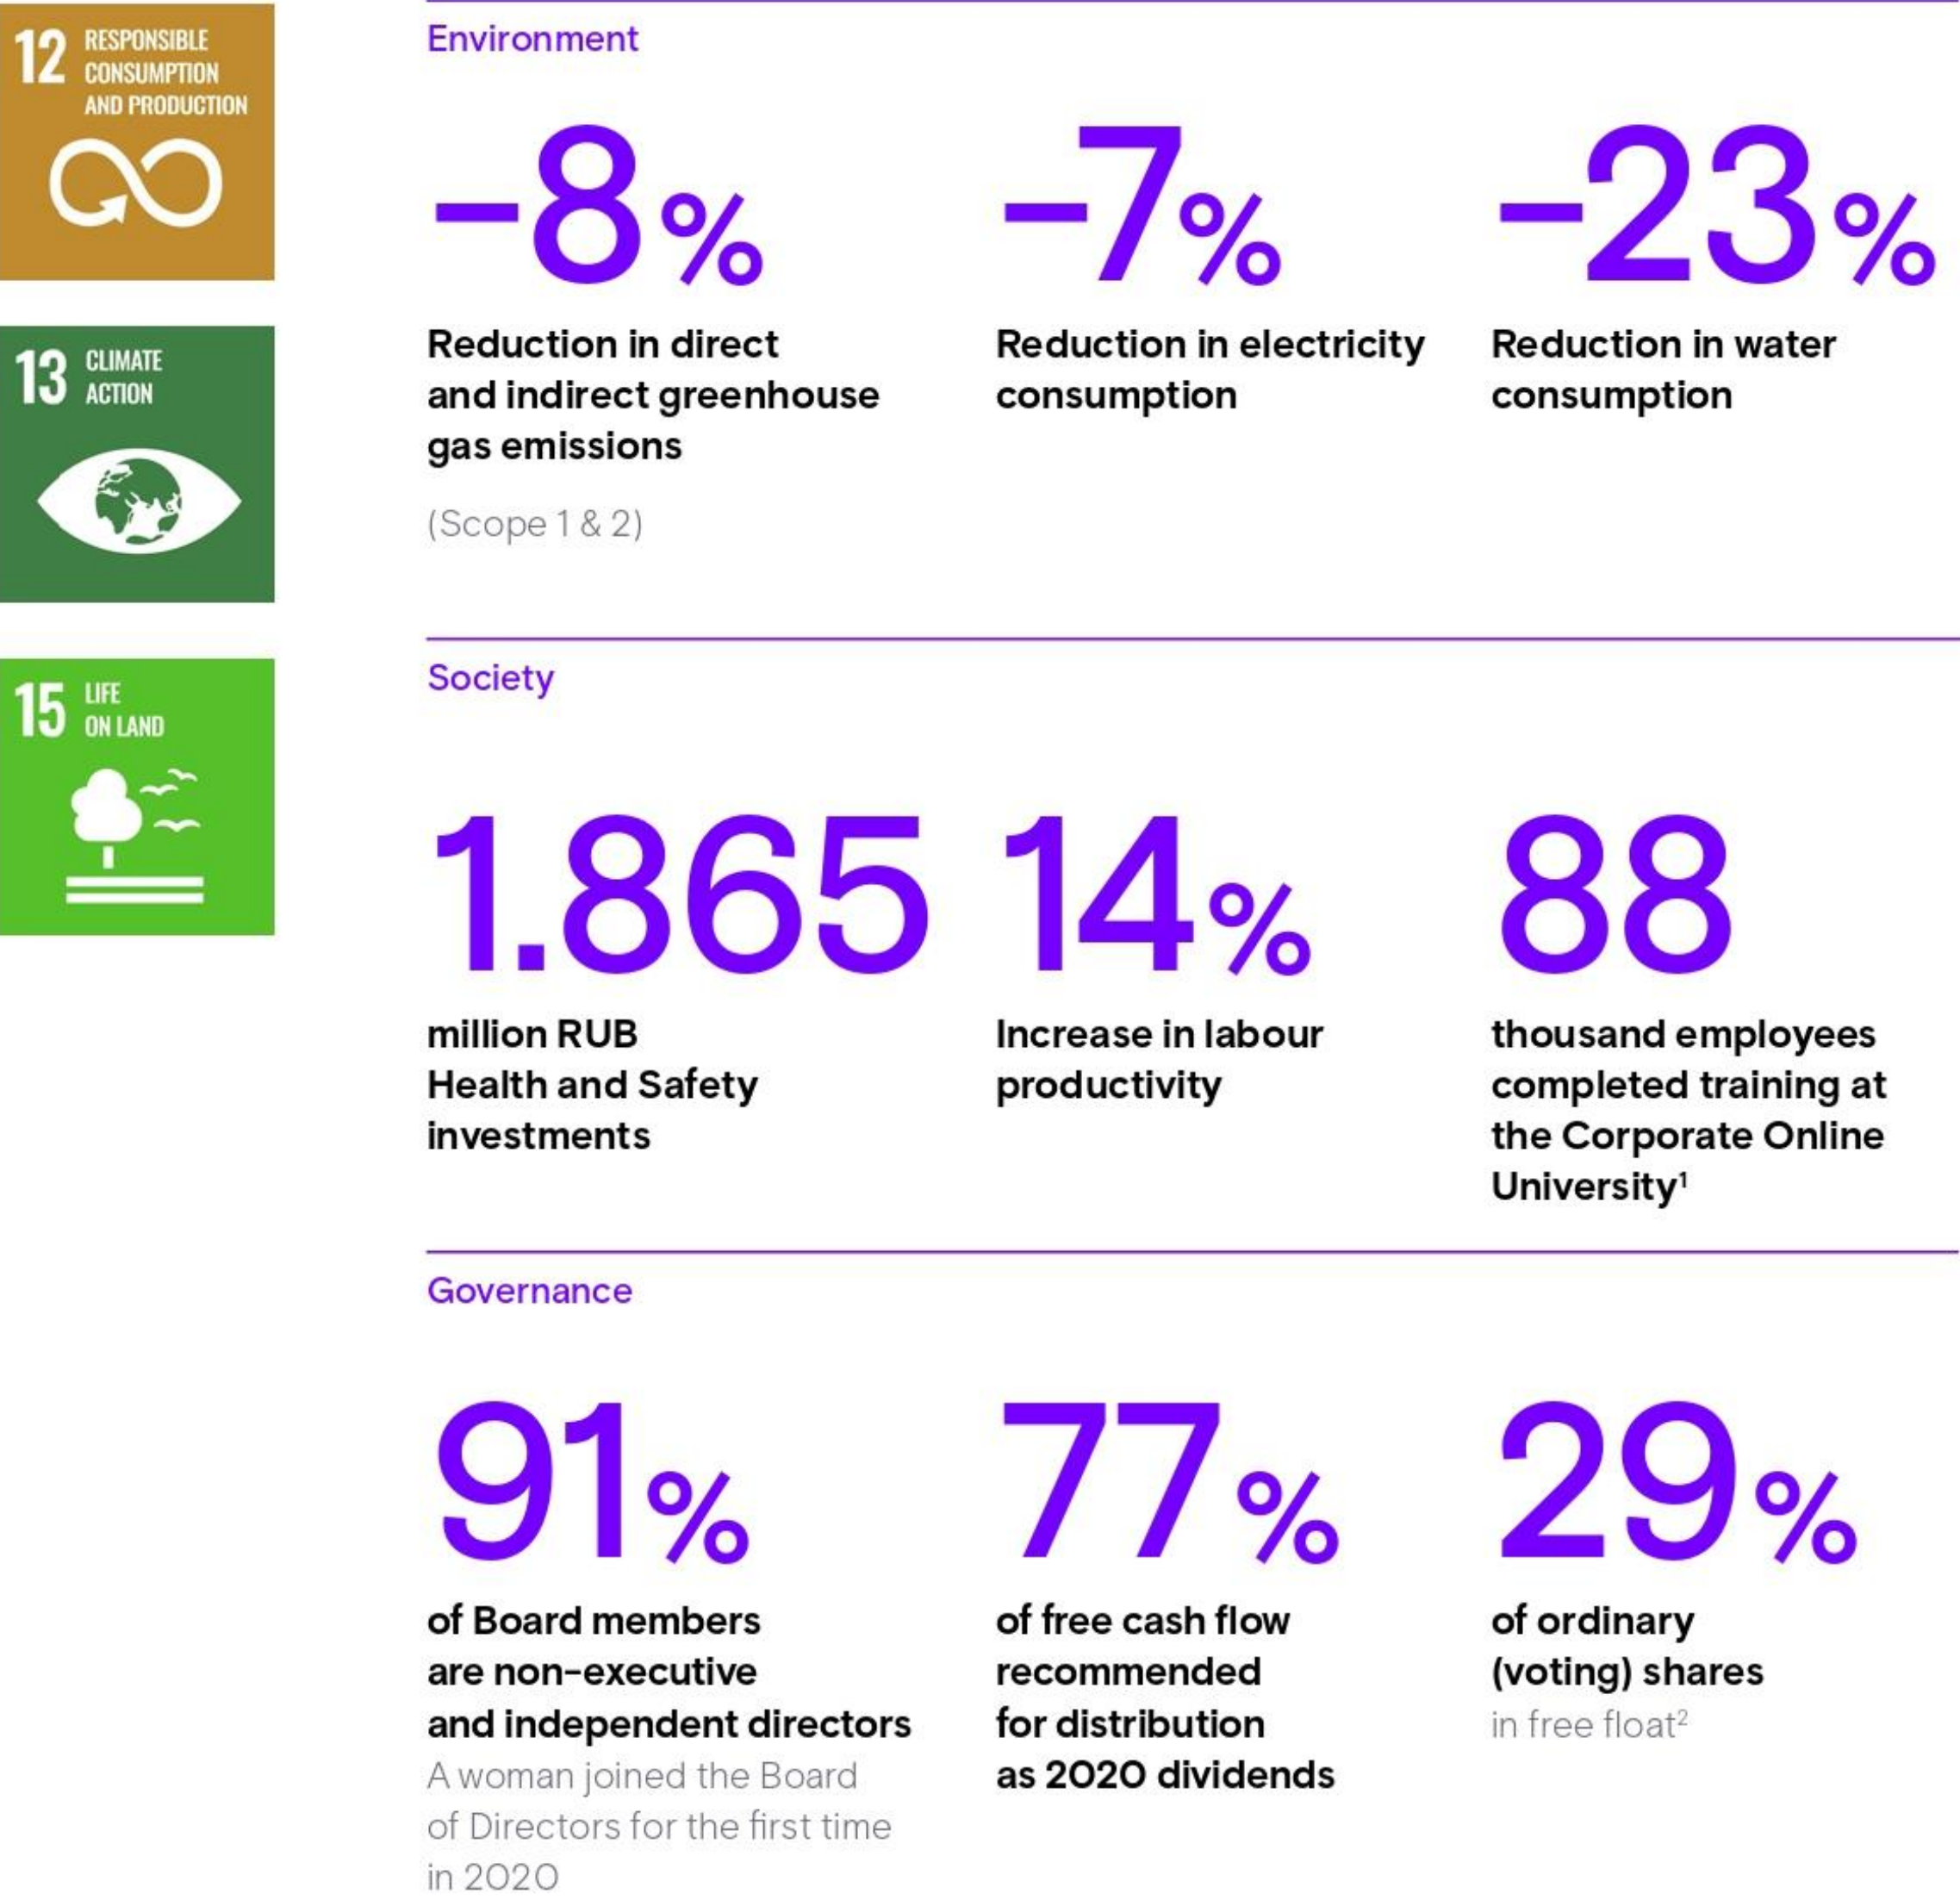 12 RESPONSIBLE
CONSUMPTION
AND PRODUCTION
13 CLIMATE
ACTION
15 LIFE
ON LAND
Environment
–8%
Reduction in direct
and indirect greenhouse
gas emissions
(Scope 1 & 2)
–7%
Reduction in electricity
consumption
–23%
Reduction in water
consumption
Society
1.865
million RUB
Health and Safety
investments
14%
Increase in labour
productivity
88
thousand employees
completed training at
the Corporate Online
University¹
Governance
91%
of Board members
are non-executive
and independent directors
A woman joined the Board
of Directors for the first time
in 2020
77%
of free cash flow
recommended
for distribution
as 2020 dividends
29%
of ordinary
(voting) shares
in free float²